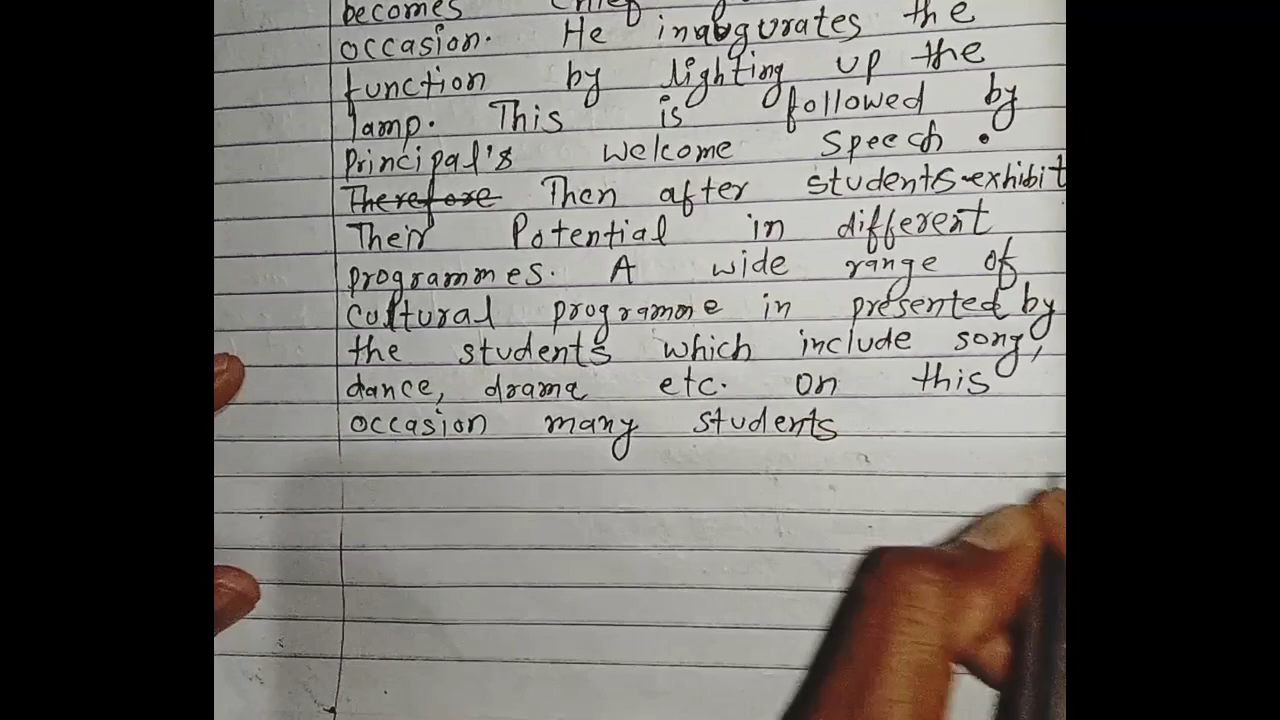 becomes chief
occasion. He inaugurates the
function by lighting up the
lamp. This is followed by
Principal's welcome speech.
Therefore Then after students exhibit
Their Potential in different
programmes. A wide range of
cultural programme in presented by
the students which include song,
dance, drama etc. On this
occasion many students